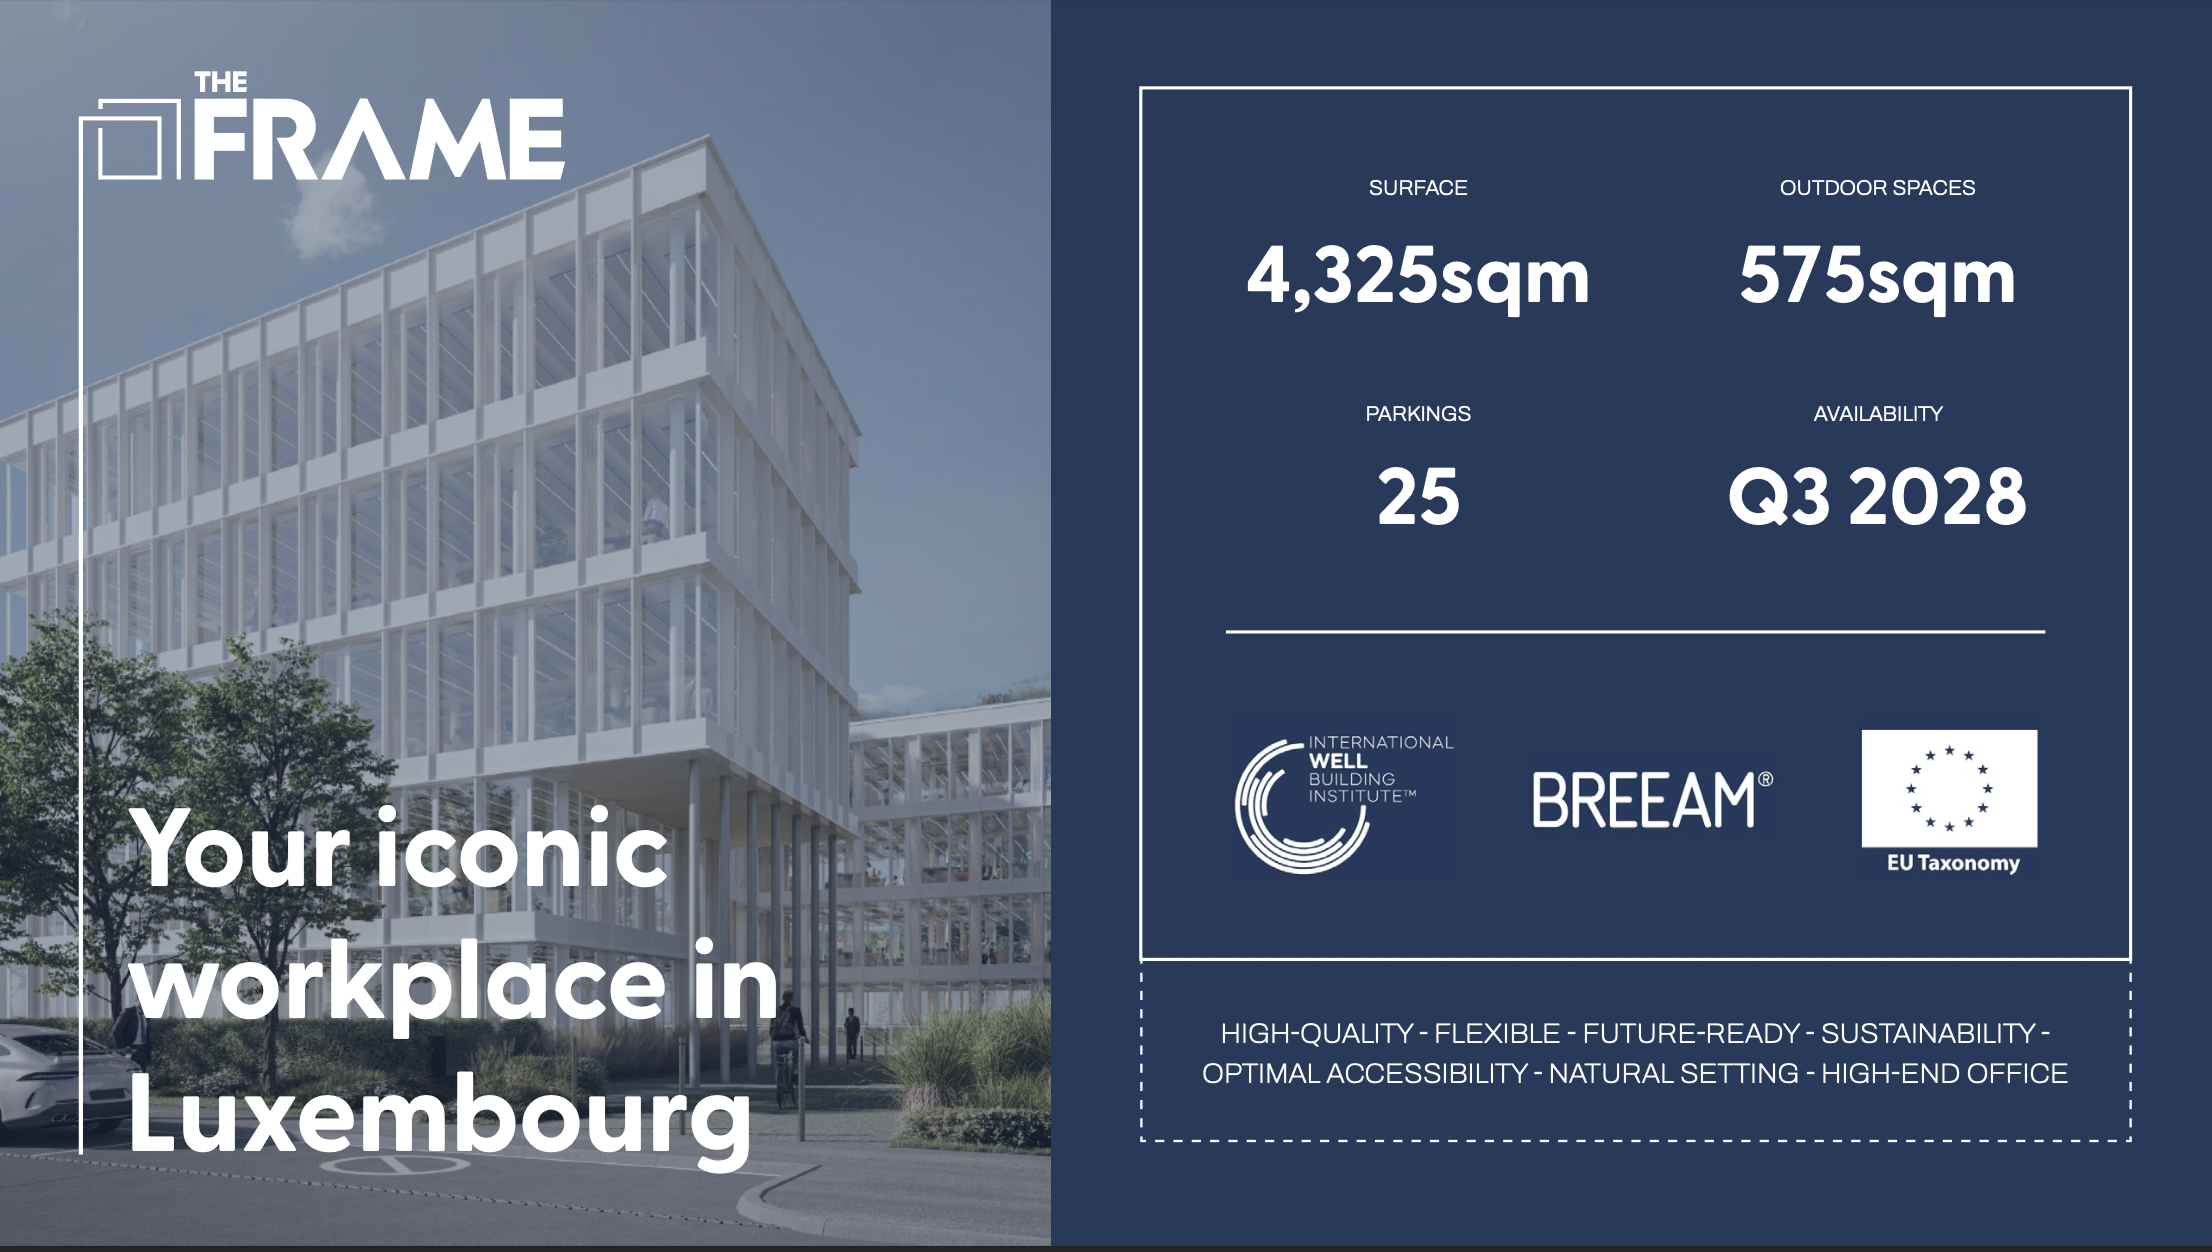 THE
FRAME
Your iconic
workplace in
Luxembourg
SURFACE
4,325sqm
OUTDOOR SPACES
575sqm
PARKINGS
25
AVAILABILITY
Q3 2028
INTERNATIONAL
WELL
BUILDING
INSTITUTE™
BREEAM®
EU Taxonomy
HIGH-QUALITY - FLEXIBLE - FUTURE-READY - SUSTAINABILITY -
OPTIMAL ACCESSIBILITY - NATURAL SETTING - HIGH-END OFFICE